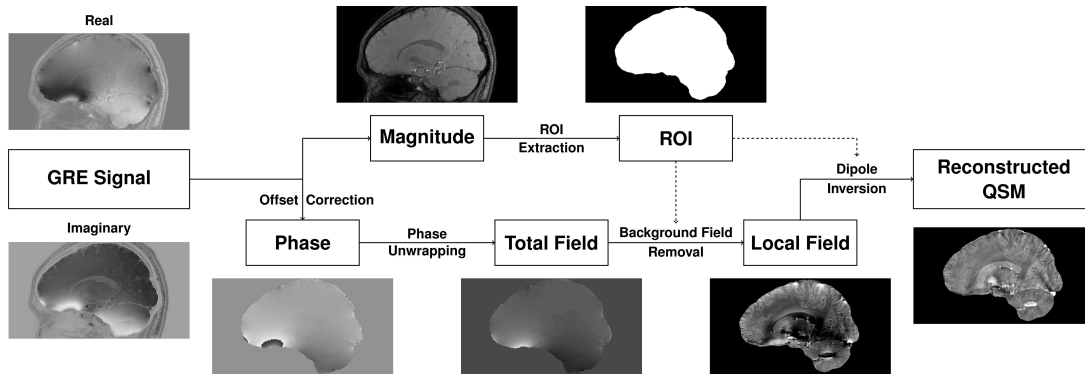 Real
GRE Signal
Imaginary
Magnitude
ROI
Extraction
ROI
Offset Correction
Phase
Phase
Unwrapping
Total Field
Background Field
Removal
Local Field
Dipole
Inversion
Reconstructed
QSM